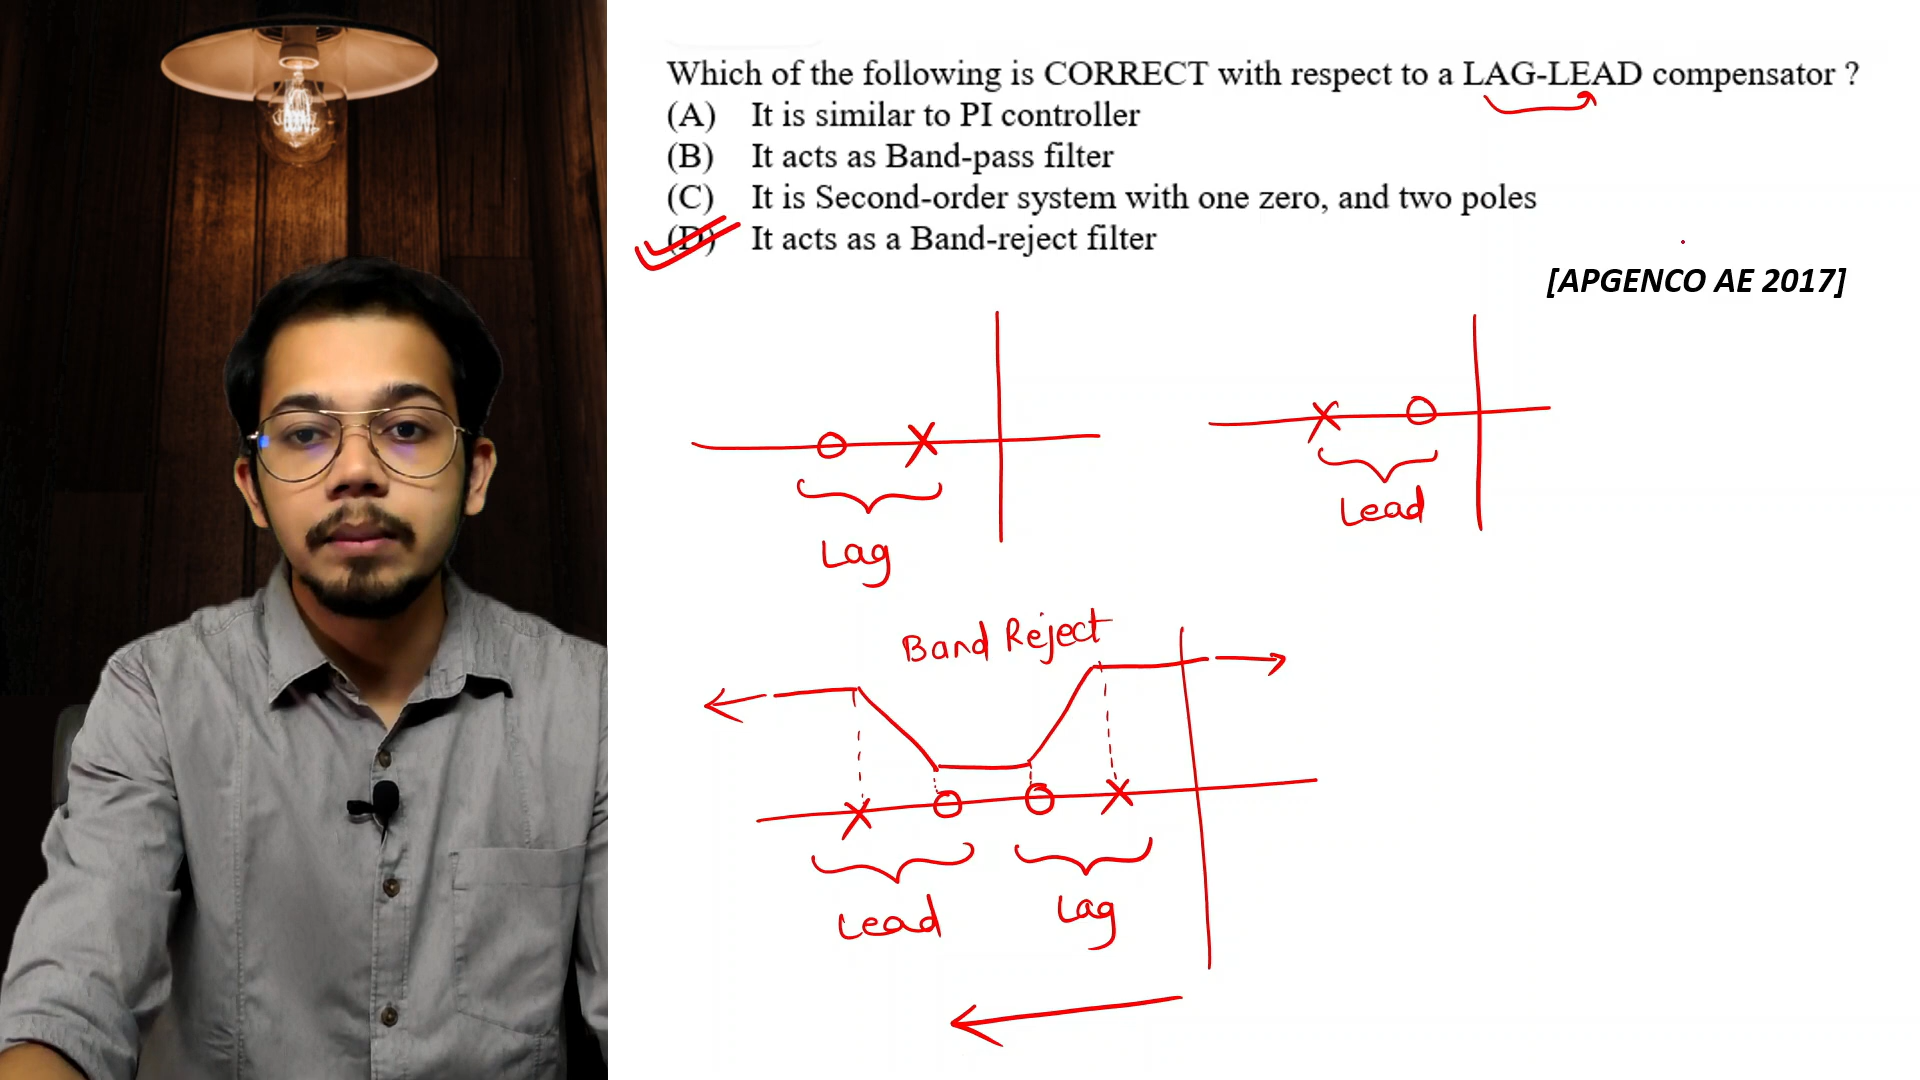 Which of the following is CORRECT with respect to a LAG-LEAD compensator ?
(A) It is similar to PI controller
(B) It acts as Band-pass filter
(C) It is Second-order system with one zero, and two poles
(D) It acts as a Band-reject filter
[APGENCO AE 2017]
Lag
Lead
Band Reject
Lead
Lag